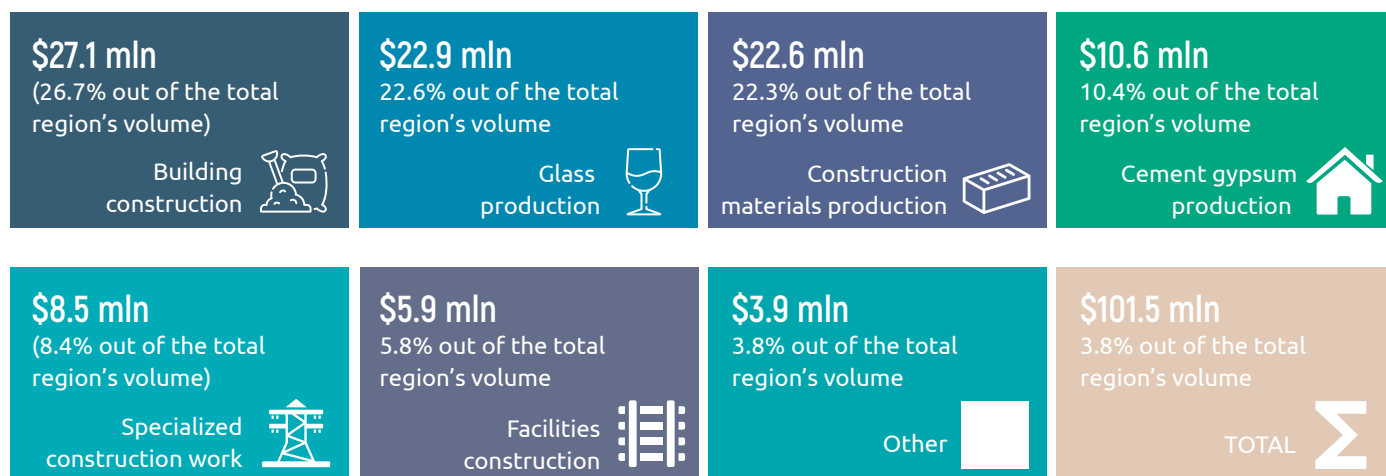 $27.1 mln
(26.7% out of the total
region's volume)
Building
construction
$22.9 mln
22.6% out of the total
region's volume
Glass
production
$22.6 mln
22.3% out of the total
region's volume
Construction
materials production
$10.6 mln
10.4% out of the total
region's volume
Cement gypsum
production
$8.5 mln
(8.4% out of the total
region's volume)
Specialized
construction work
$5.9 mln
5.8% out of the total
region's volume
Facilities
construction
$3.9 mln
3.8% out of the total
region's volume
Other
$101.5 mln
3.8% out of the total
region's volume
TOTAL
Σ